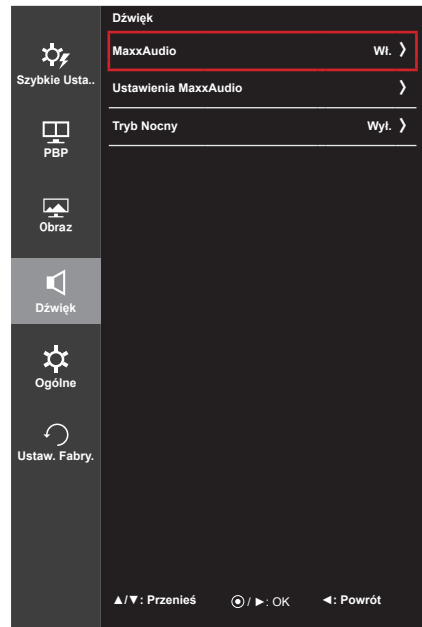 Dźwięk
MaxxAudio Wł. ❭
Ustawienia MaxxAudio ❭
Tryb Nocny Wył. ❭
Szybkie Usta..
PBP
Obraz
Dźwięk
Ogólne
Ustaw. Fabry.
▲/▼: Przenieś ⦿ / ►: OK ◄: Powrót